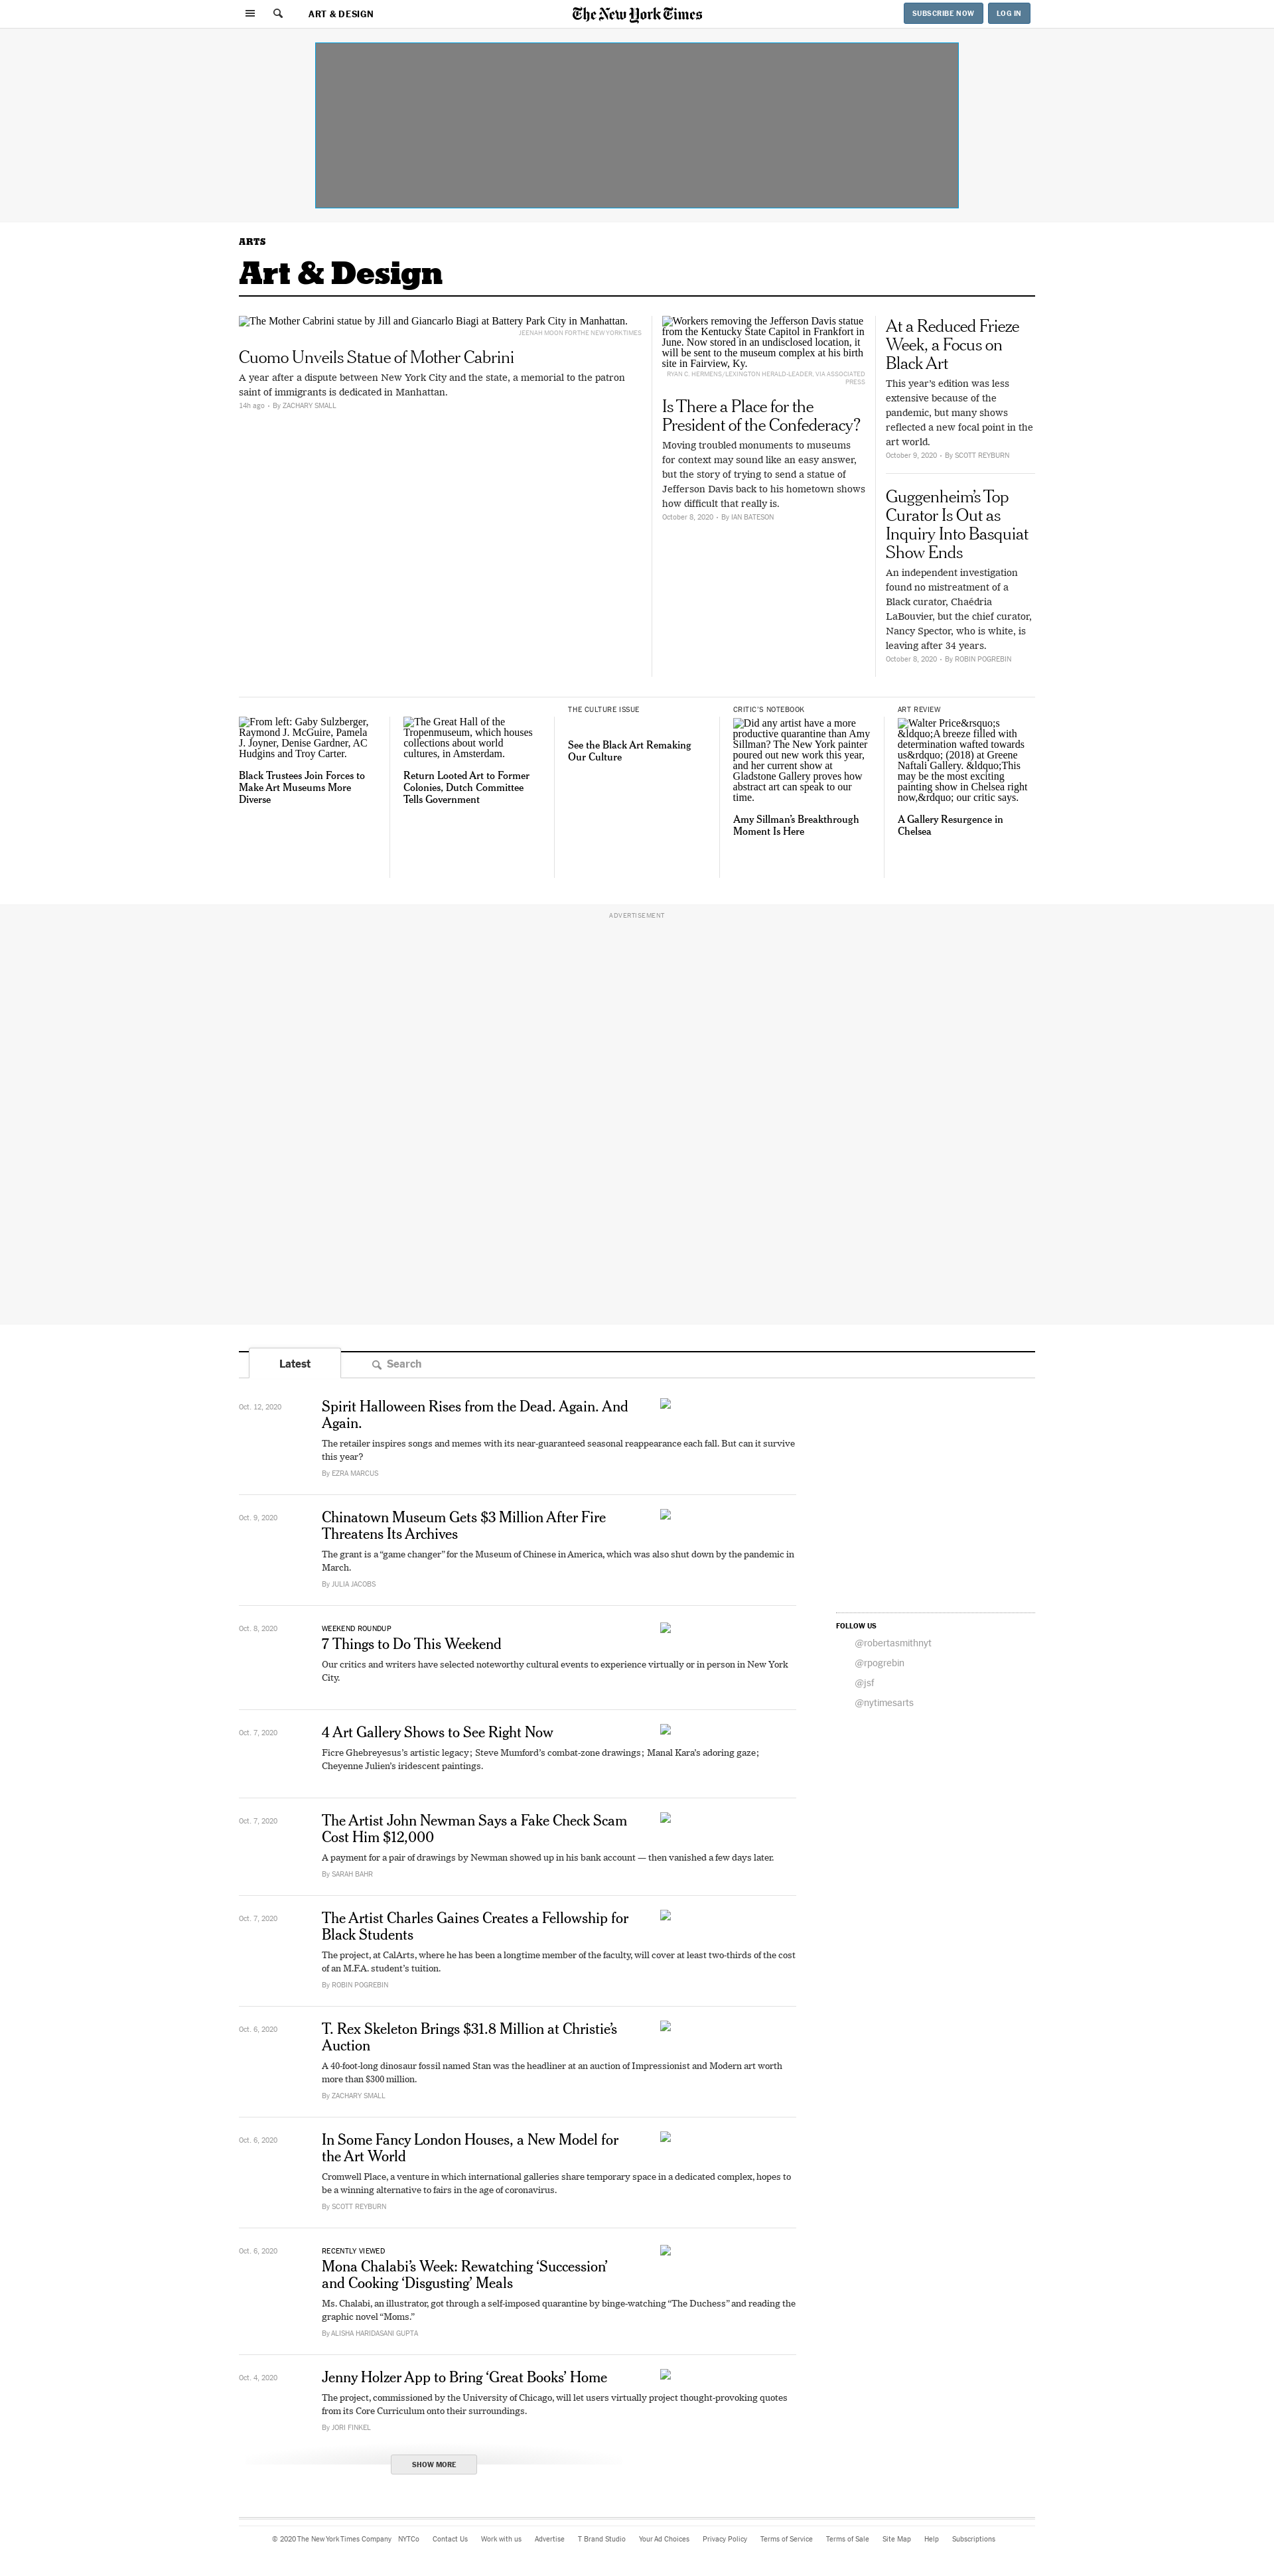 ART & DESIGN
The New York Times
SUBSCRIBE NOW
LOG IN
ARTS
Art & Design
The Mother Cabrini statue by Jill and Giancarlo Biagi at Battery Park City in Manhattan.
JEENAH MOON FOR THE NEW YORK TIMES
Cuomo Unveils Statue of Mother Cabrini
A year after a dispute between New York City and the state, a memorial to the patron
saint of immigrants is dedicated in Manhattan.
14h ago - By ZACHARY SMALL
Workers removing the Jefferson Davis statue
from the Kentucky State Capitol in Frankfort in
June. Now stored in an undisclosed location, it
will be sent to the museum complex at his birth
site in Fairview, Ky.
RYAN C. HERMENS/LEXINGTON HERALD-LEADER, VIA ASSOCIATED
PRESS
Is There a Place for the
President of the Confederacy?
Moving troubled monuments to museums
for context may sound like an easy answer,
but the story of trying to send a statue of
Jefferson Davis back to his hometown shows
how difficult that really is.
October 8, 2020 - By IAN BATESON
At a Reduced Frieze
Week, a Focus on
Black Art
This year's edition was less
extensive because of the
pandemic, but many shows
reflected a new focal point in the
art world.
October 9, 2020 - By SCOTT REYBURN
Guggenheim's Top
Curator Is Out as
Inquiry Into Basquiat
Show Ends
An independent investigation
found no mistreatment of a
Black curator, Chaédria
LaBouvier, but the chief curator,
Nancy Spector, who is white, is
leaving after 34 years.
October 8, 2020 - By ROBIN POGREBIN
From left: Gaby Sulzberger,
Raymond J. McGuire, Pamela
J. Joyner, Denise Gardner, AC
Hudgins and Troy Carter.
Black Trustees Join Forces to
Make Art Museums More
Diverse
The Great Hall of the
Tropenmuseum, which houses
collections about world
cultures, in Amsterdam.
Return Looted Art to Former
Colonies, Dutch Committee
Tells Government
THE CULTURE ISSUE
See the Black Art Remaking
Our Culture
CRITIC'S NOTEBOOK
Did any artist have a more
productive quarantine than Amy
Sillman? The New York painter
poured out new work this year,
and her current show at
Gladstone Gallery proves how
abstract art can speak to our
time.
Amy Sillman's Breakthrough
Moment Is Here
ART REVIEW
Walter Price&rsquo;s
&ldquo;A breeze filled with
determination wafted towards
us&rdquo; (2018) at Greene
Naftali Gallery. &ldquo;This
may be the most exciting
painting show in Chelsea right
now,&rdquo; our critic says.
A Gallery Resurgence in
Chelsea
ADVERTISEMENT
Latest
Search
Oct. 12, 2020
Spirit Halloween Rises from the Dead. Again. And
Again.
The retailer inspires songs and memes with its near-guaranteed seasonal reappearance each fall. But can it survive
this year?
By EZRA MARCUS
Oct. 9, 2020
Chinatown Museum Gets $3 Million After Fire
Threatens Its Archives
The grant is a “game changer” for the Museum of Chinese in America, which was also shut down by the pandemic in
March.
By JULIA JACOBS
Oct. 8, 2020
WEEKEND ROUNDUP
7 Things to Do This Weekend
Our critics and writers have selected noteworthy cultural events to experience virtually or in person in New York
City.
Oct. 7, 2020
4 Art Gallery Shows to See Right Now
Ficre Ghebreyesus's artistic legacy; Steve Mumford's combat-zone drawings; Manal Kara's adoring gaze;
Cheyenne Julien's iridescent paintings.
Oct. 7, 2020
The Artist John Newman Says a Fake Check Scam
Cost Him $12,000
A payment for a pair of drawings by Newman showed up in his bank account — then vanished a few days later.
By SARAH BAHR
Oct. 7, 2020
The Artist Charles Gaines Creates a Fellowship for
Black Students
The project, at CalArts, where he has been a longtime member of the faculty, will cover at least two-thirds of the cost
of an M.F.A. student's tuition.
By ROBIN POGREBIN
Oct. 6, 2020
T. Rex Skeleton Brings $31.8 Million at Christie's
Auction
A 40-foot-long dinosaur fossil named Stan was the headliner at an auction of Impressionist and Modern art worth
more than $300 million.
By ZACHARY SMALL
Oct. 6, 2020
In Some Fancy London Houses, a New Model for
the Art World
Cromwell Place, a venture in which international galleries share temporary space in a dedicated complex, hopes to
be a winning alternative to fairs in the age of coronavirus.
By SCOTT REYBURN
Oct. 6, 2020
RECENTLY VIEWED
Mona Chalabi's Week: Rewatching ‘Succession’
and Cooking ‘Disgusting’ Meals
Ms. Chalabi, an illustrator, got through a self-imposed quarantine by binge-watching “The Duchess” and reading the
graphic novel “Moms.”
By ALISHA HARIDASANI GUPTA
Oct. 4, 2020
Jenny Holzer App to Bring ‘Great Books’ Home
The project, commissioned by the University of Chicago, will let users virtually project thought-provoking quotes
from its Core Curriculum onto their surroundings.
By JORI FINKEL
SHOW MORE
FOLLOW US
@robertasmithnyt
@rpogrebin
@jsf
@nytimesarts
© 2020 The New York Times Company NYTCo Contact Us Work with us Advertise T Brand Studio Your Ad Choices Privacy Policy Terms of Service Terms of Sale Site Map Help Subscriptions